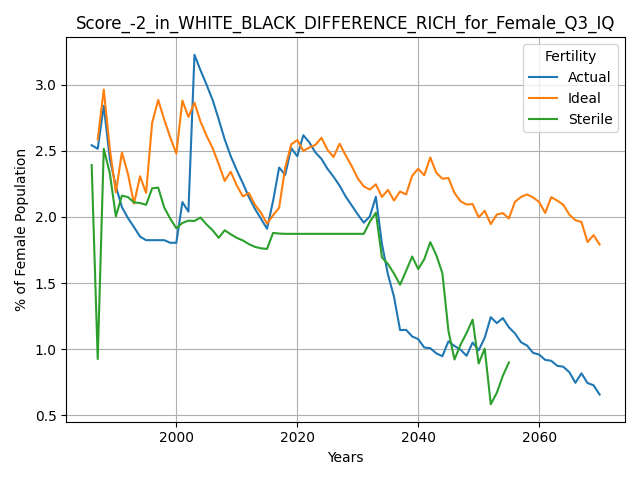 Score_-2_in_WHITE_BLACK_DIFFERENCE_RICH_for_Female_Q3_IQ
Fertility
Actual
Ideal
Sterile
% of Female Population
3.0
2.5
2.0
1.5
1.0
0.5
2000
2020
2040
2060
Years